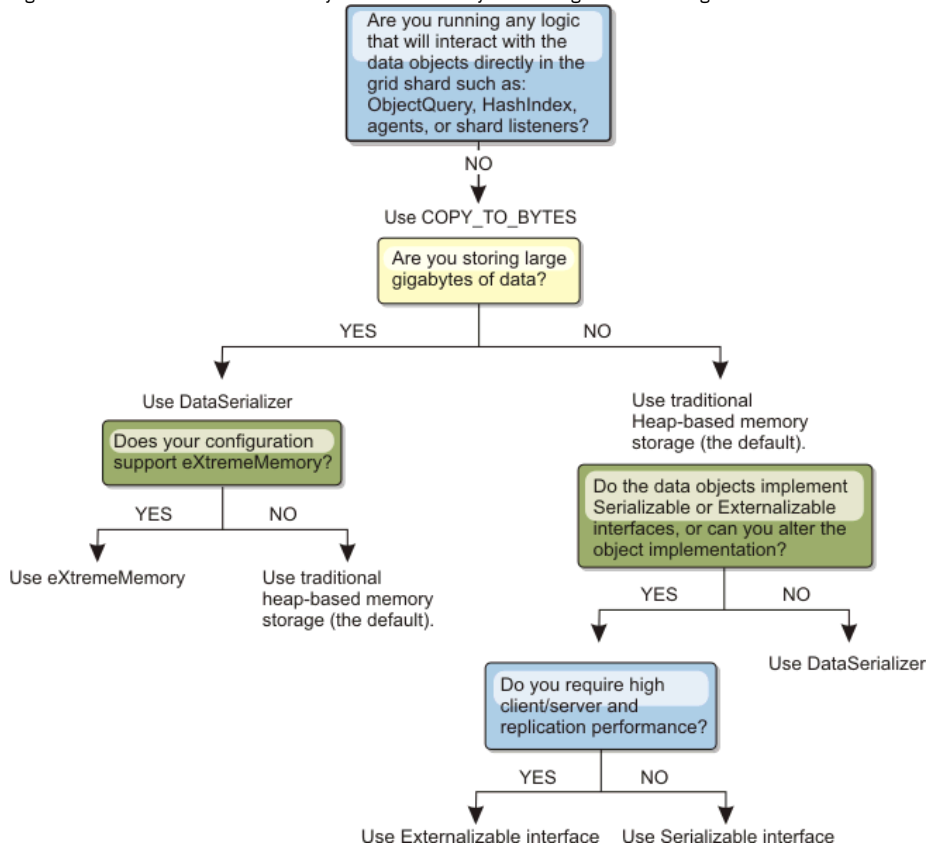 Are you running any logic
that will interact with the
data objects directly in the
grid shard such as:
ObjectQuery, HashIndex,
agents, or shard listeners?
NO
Use COPY_TO_BYTES
Are you storing large
gigabytes of data?
YES
NO
Use DataSerializer
Does your configuration
support eXtremeMemory?
YES
NO
Use eXtremeMemory
Use traditional
heap-based memory
storage (the default).
Use traditional
Heap-based memory
storage (the default).
Do the data objects implement
Serializable or Externalizable
interfaces, or can you alter the
object implementation?
YES
NO
Use DataSerializer
Do you require high
client/server and
replication performance?
YES
NO
Use Externalizable interface
Use Serializable interface